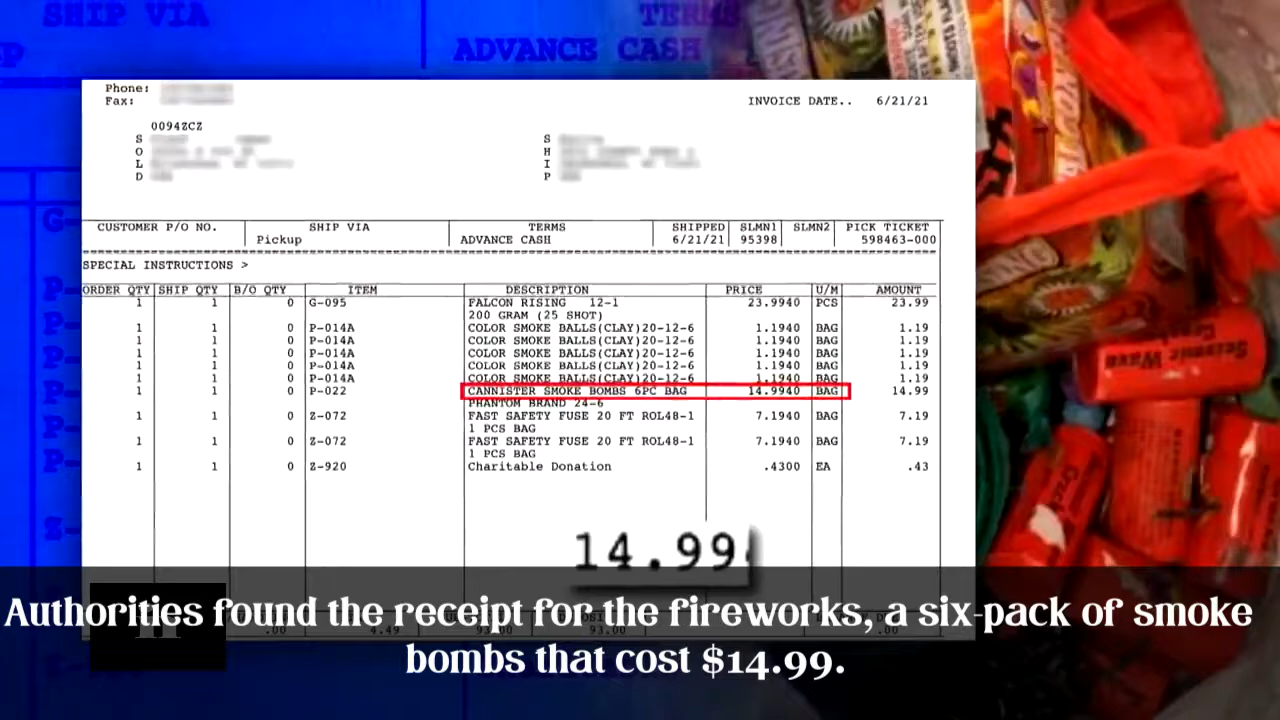 SHIP VIA
TERMS
ADVANCE CASH
Phone:
Fax:
INVOICE DATE.. 6/21/21
0094ZCZ
S S
O H
L I
D P
CUSTOMER P/O NO. SHIP VIA TERMS SHIPPED SLMN1 SLMN2 PICK TICKET
Pickup ADVANCE CASH 6/21/21 95398 598463-000
SPECIAL INSTRUCTIONS >
ORDER QTY SHIP QTY B/O QTY ITEM DESCRIPTION PRICE U/M AMOUNT
1 1 0 G-095 FALCON RISING 12-1 23.9940 PCS 23.99
200 GRAM (25 SHOT)
1 1 0 P-014A COLOR SMOKE BALLS(CLAY)20-12-6 1.1940 BAG 1.19
1 1 0 P-014A COLOR SMOKE BALLS(CLAY)20-12-6 1.1940 BAG 1.19
1 1 0 P-014A COLOR SMOKE BALLS(CLAY)20-12-6 1.1940 BAG 1.19
1 1 0 P-014A COLOR SMOKE BALLS(CLAY)20-12-6 1.1940 BAG 1.19
1 1 0 P-014A COLOR SMOKE BALLS(CLAY)20-12-6 1.1940 BAG 1.19
1 1 0 P-022 CANNISTER SMOKE BOMBS 6PC BAG 14.9940 BAG 14.99
PHANTOM BRAND 24-6
1 1 0 Z-072 FAST SAFETY FUSE 20 FT ROL48-1 7.1940 BAG 7.19
1 PCS BAG
1 1 0 Z-072 FAST SAFETY FUSE 20 FT ROL48-1 7.1940 BAG 7.19
1 PCS BAG
1 1 0 Z-920 Charitable Donation .4300 EA .43
14.99
Seismic Wave
Authorities found the receipt for the fireworks, a six-pack of smoke
bombs that cost $14.99.
.00 4.49 93.00 93.00 .00